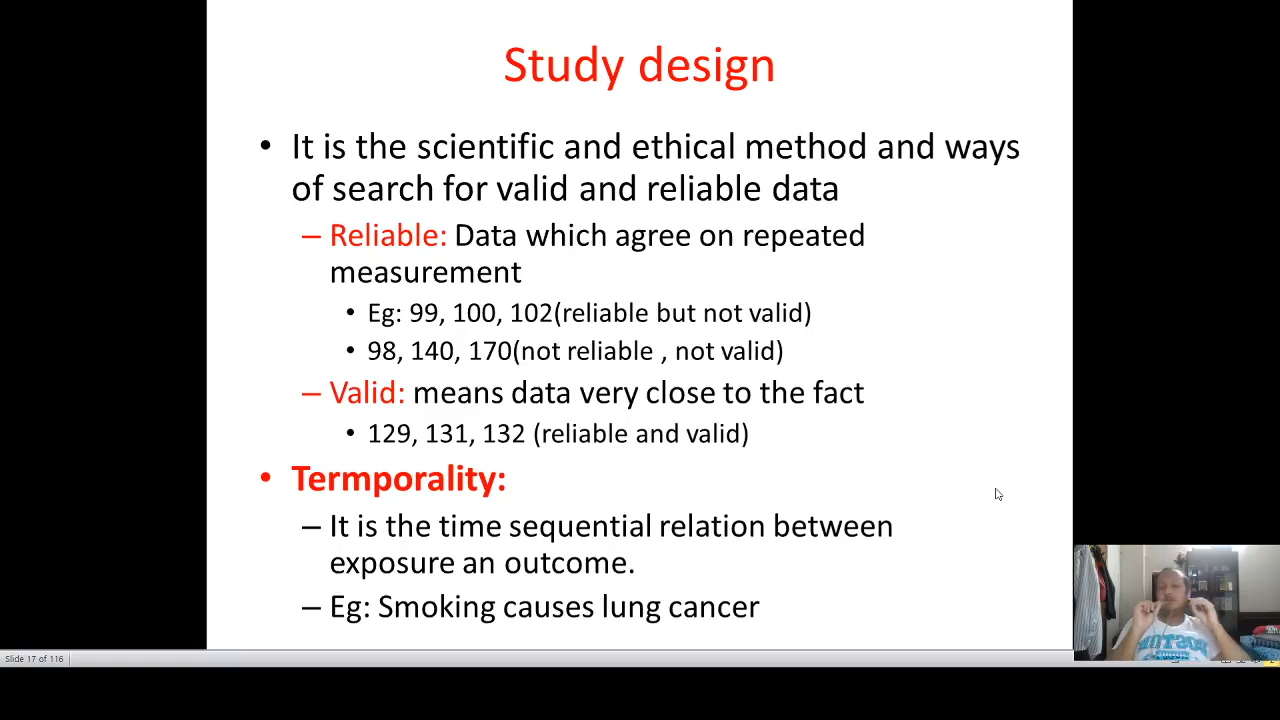 Study design
• It is the scientific and ethical method and ways
of search for valid and reliable data
– Reliable: Data which agree on repeated
measurement
• Eg: 99, 100, 102(reliable but not valid)
• 98, 140, 170(not reliable , not valid)
– Valid: means data very close to the fact
• 129, 131, 132 (reliable and valid)
• Termporality:
– It is the time sequential relation between
exposure an outcome.
– Eg: Smoking causes lung cancer
Slide 17 of 116